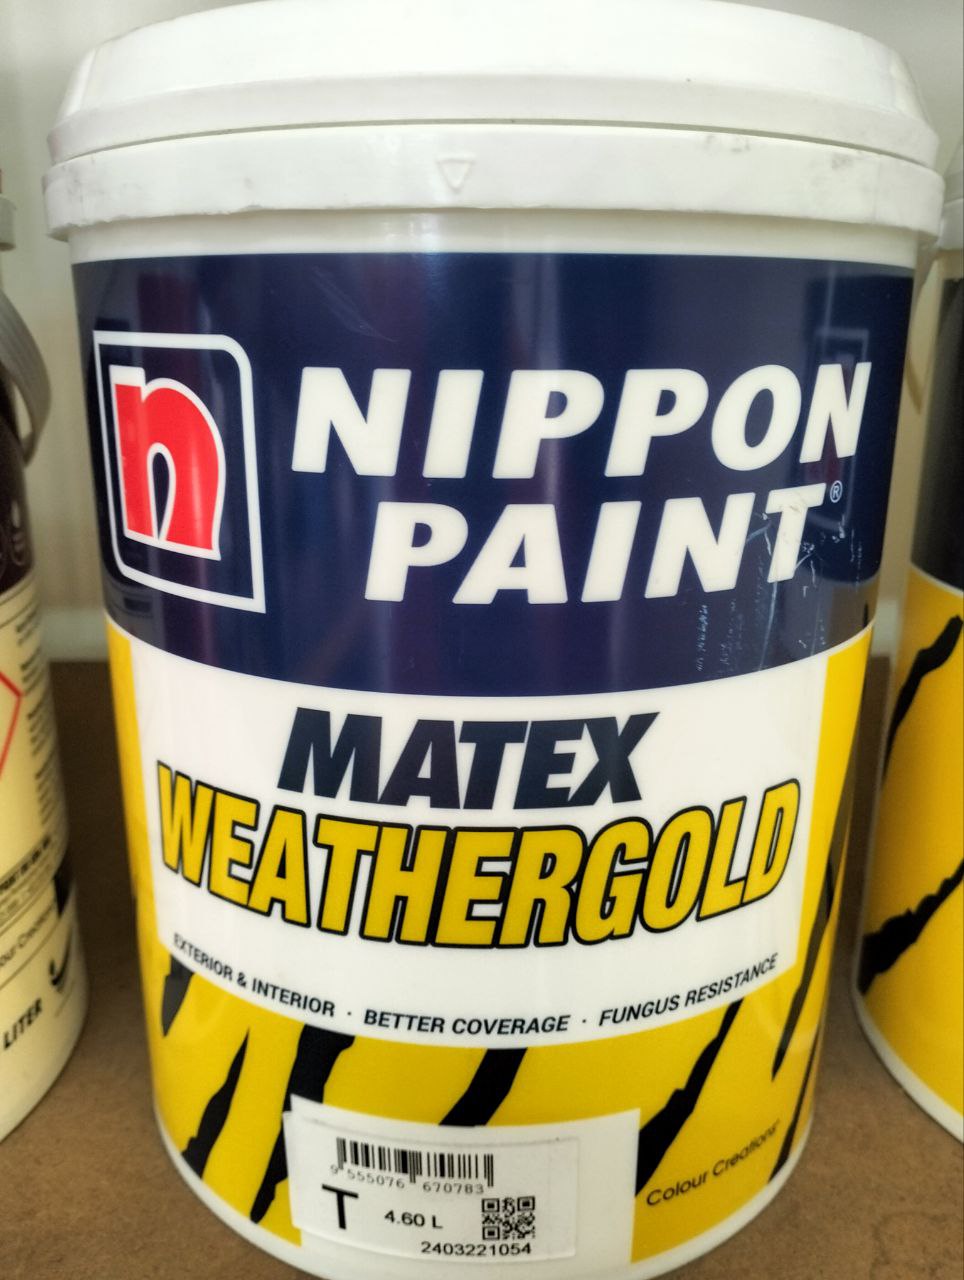 n
NIPPON
PAINT®
MATEX
WEATHERGOLD
EXTERIOR & INTERIOR · BETTER COVERAGE · FUNGUS RESISTANCE
Colour Creations
9 555076 670783
T 4.60 L
2403221054
LITER